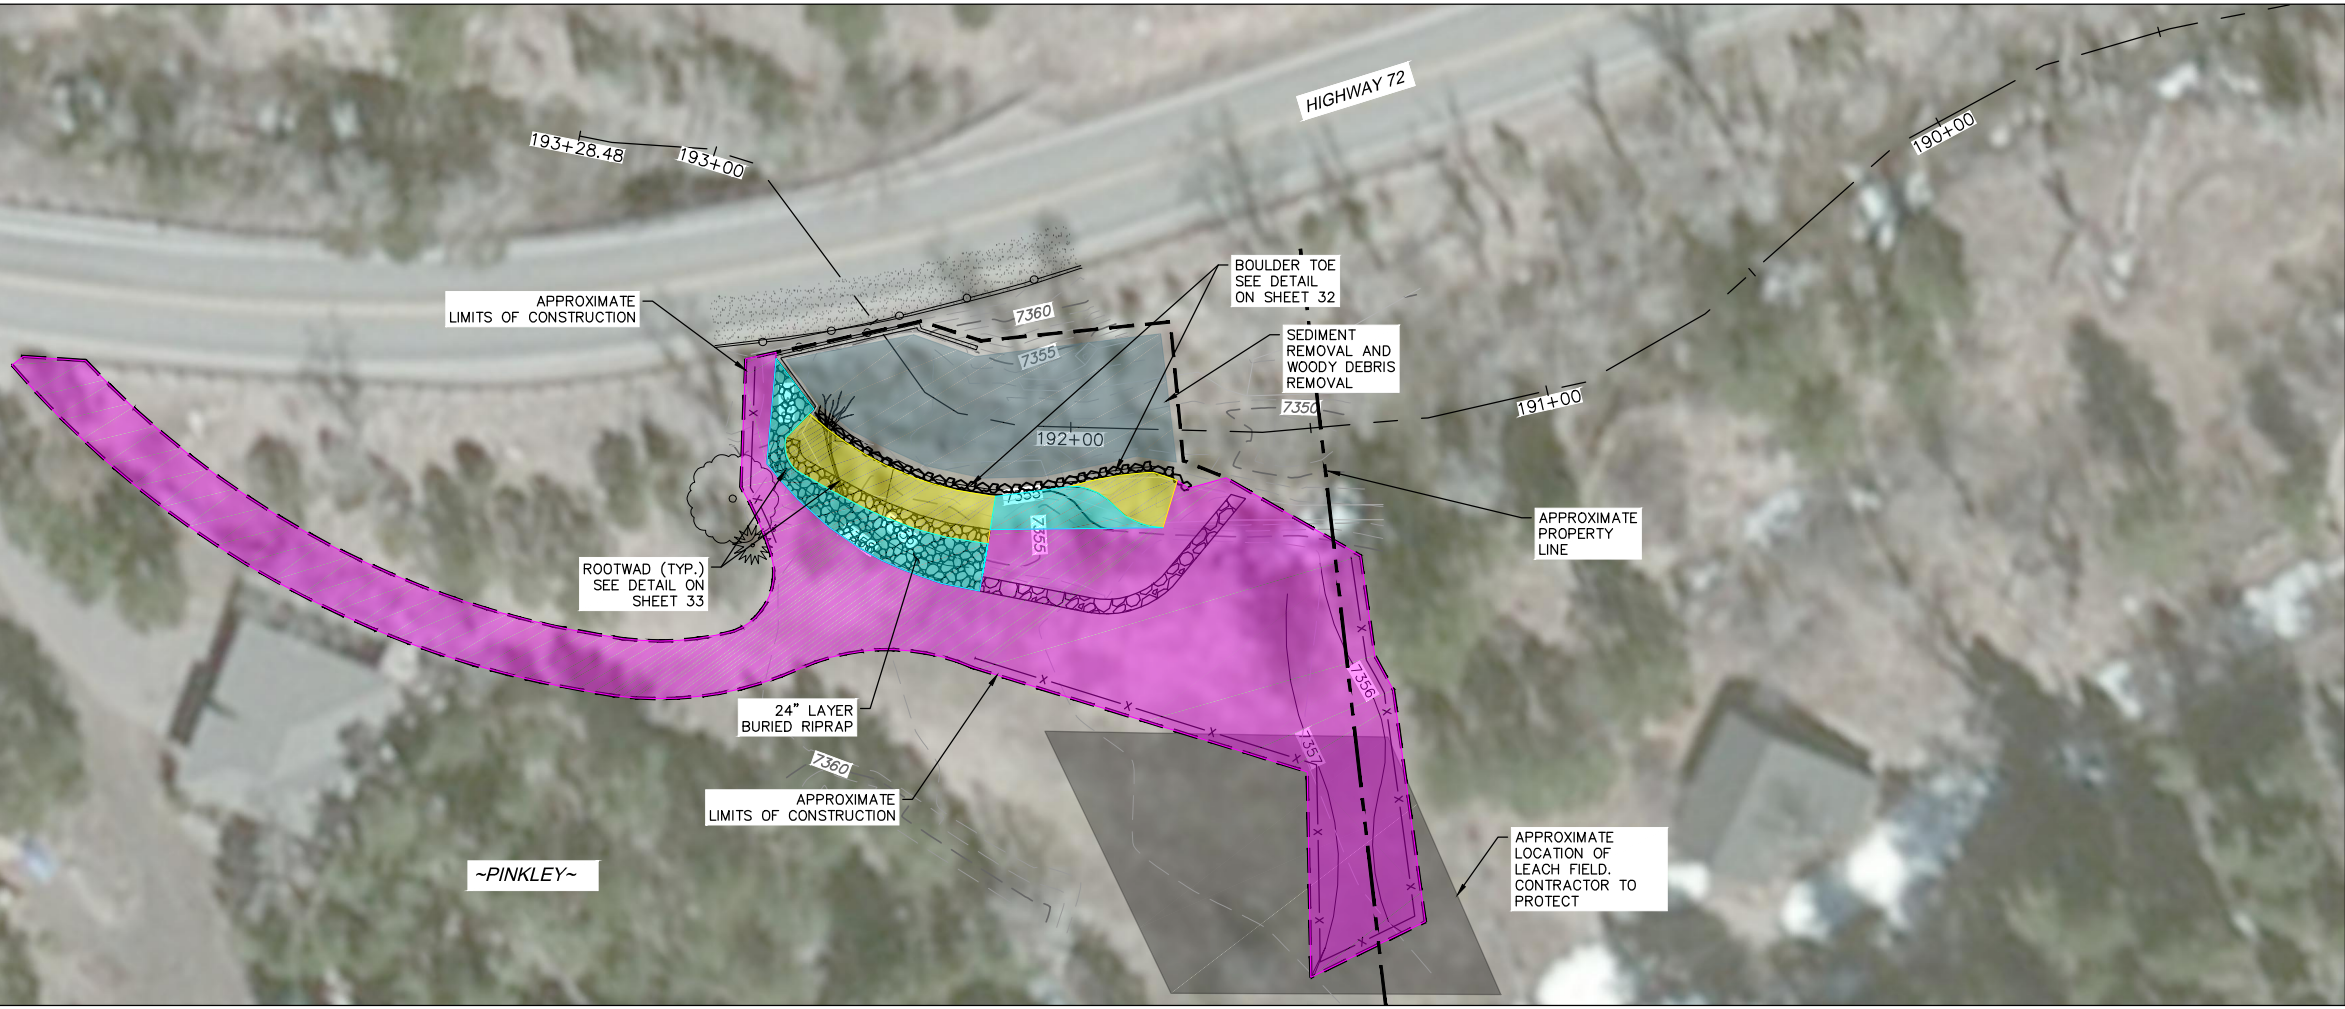 HIGHWAY 72
193+28.48
193+00
190+00
BOULDER TOE
SEE DETAIL
ON SHEET 32
APPROXIMATE
LIMITS OF CONSTRUCTION
7360
SEDIMENT
REMOVAL AND
WOODY DEBRIS
REMOVAL
7355
191+00
7350
192+00
7355
7355
APPROXIMATE
PROPERTY
LINE
ROOTWAD (TYP.)
SEE DETAIL ON
SHEET 33
7356
24” LAYER
BURIED RIPRAP
7357
7360
APPROXIMATE
LIMITS OF CONSTRUCTION
~PINKLEY~
APPROXIMATE
LOCATION OF
LEACH FIELD.
CONTRACTOR TO
PROTECT